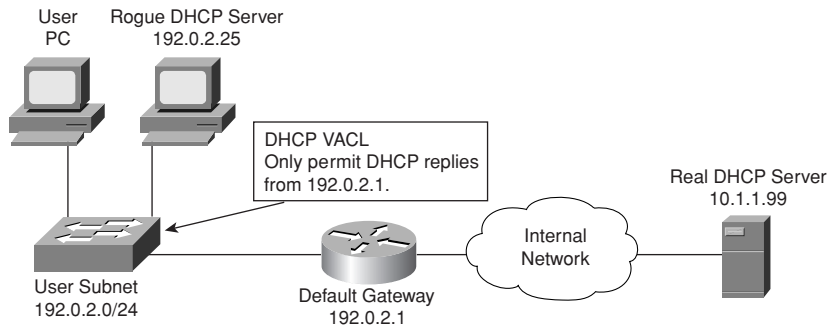 User
PC
Rogue DHCP Server
192.0.2.25
DHCP VACL
Only permit DHCP replies
from 192.0.2.1.
Real DHCP Server
10.1.1.99
Internal
Network
User Subnet
192.0.2.0/24
Default Gateway
192.0.2.1